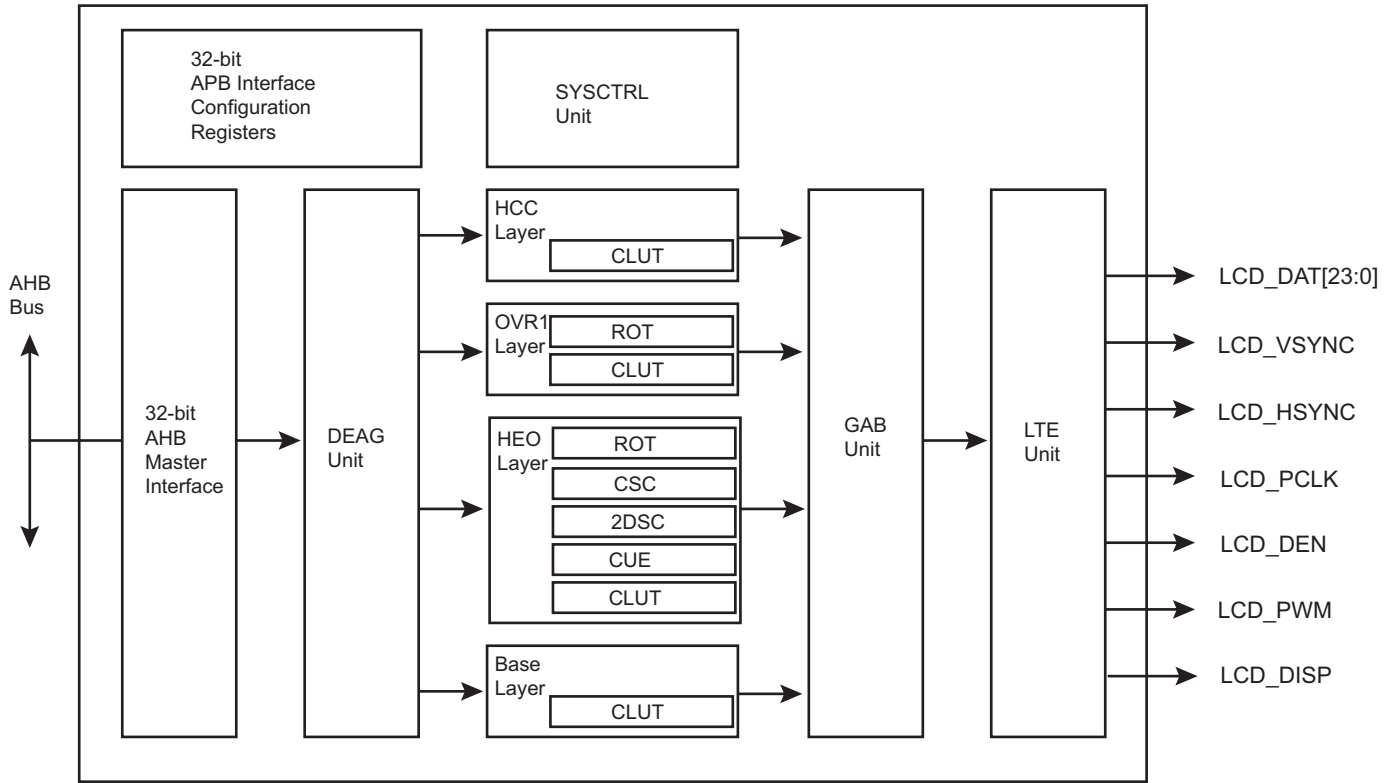 32-bit
APB Interface
Configuration
Registers
SYSCTRL
Unit
AHB
Bus
32-bit
AHB
Master
Interface
DEAG
Unit
HCC
Layer
CLUT
OVR1
Layer
ROT
CLUT
HEO
Layer
ROT
CSC
2DSC
CUE
CLUT
Base
Layer
CLUT
GAB
Unit
LTE
Unit
LCD_DAT[23:0]
LCD_VSYNC
LCD_HSYNC
LCD_PCLK
LCD_DEN
LCD_PWM
LCD_DISP